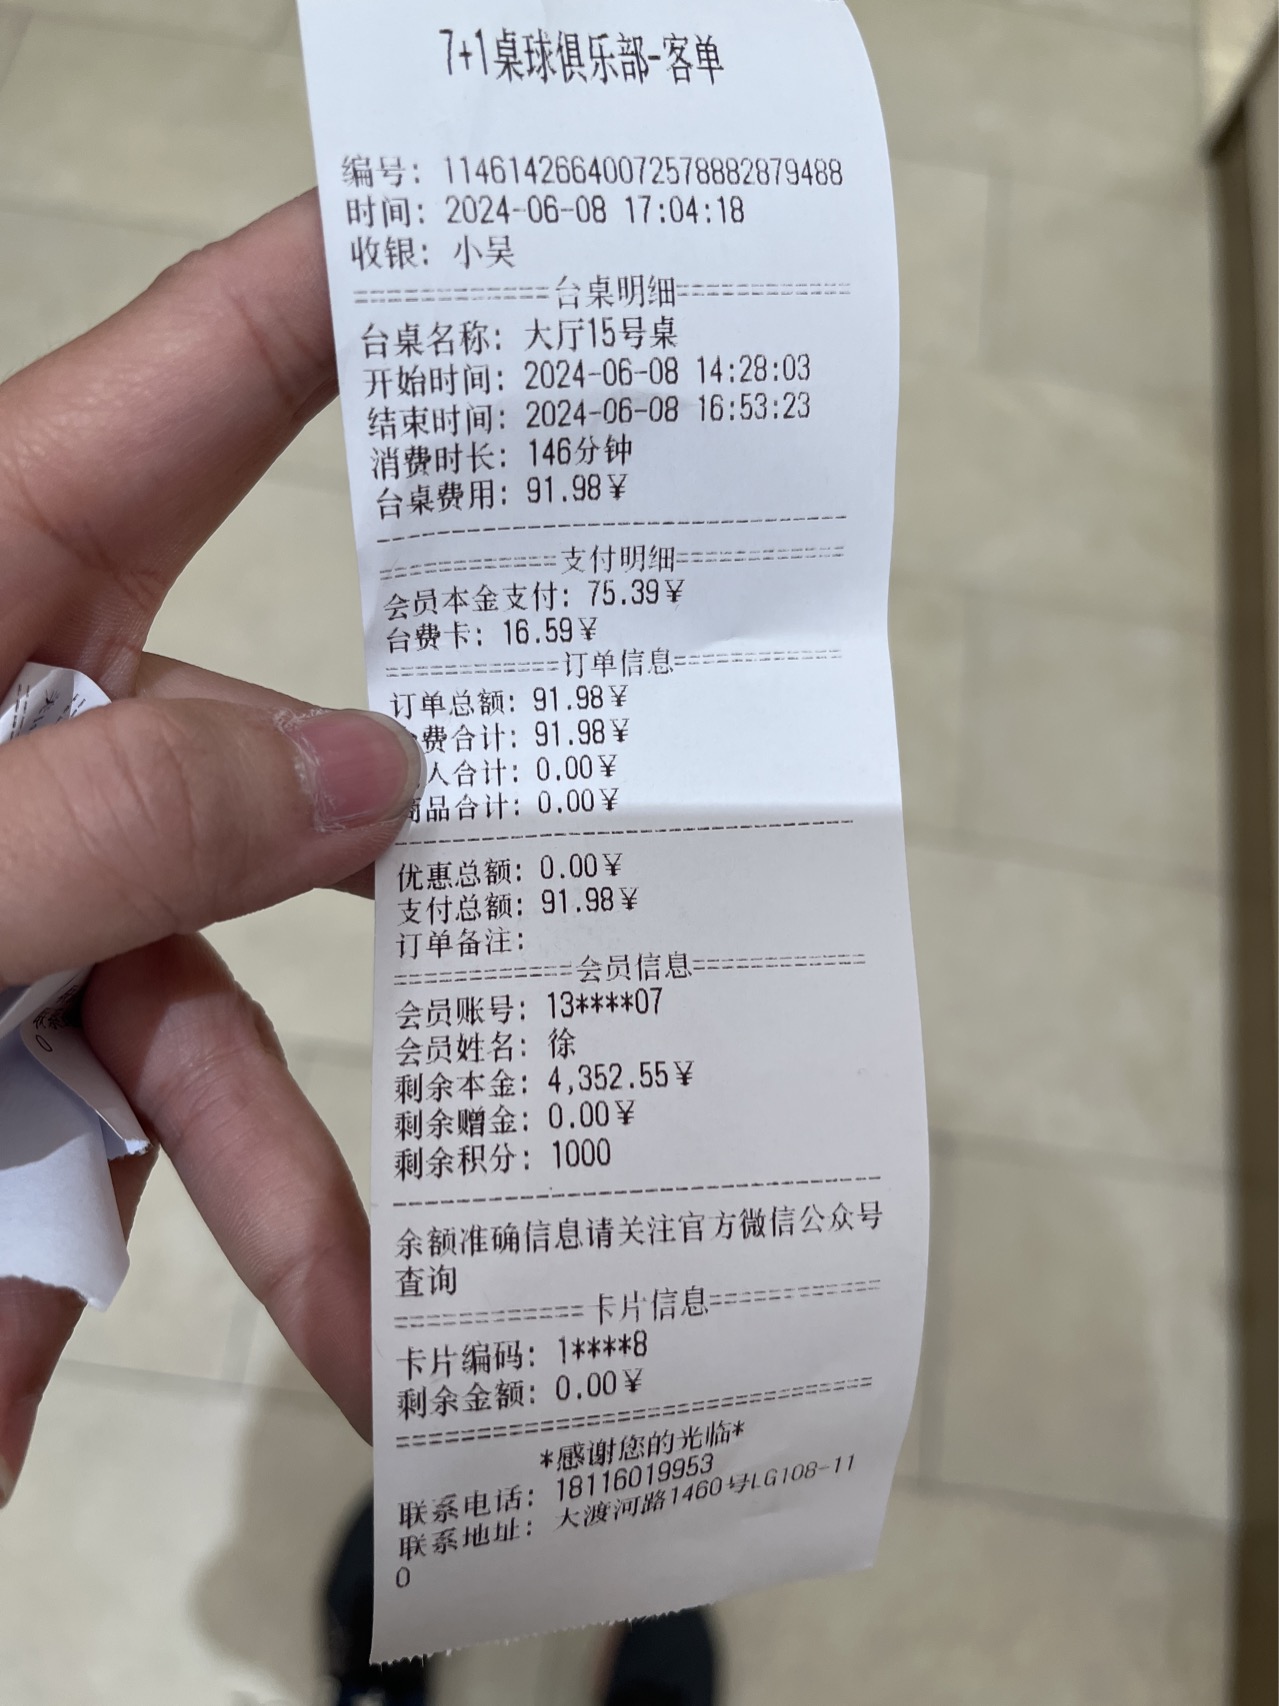 7+1桌球俱乐部-客单
编号: 1146142664007257888287​9488
时间: 2024-06-08 17:04:18
收银: 小吴
============台桌明细============
台桌名称: 大厅15号桌
开始时间: 2024-06-08 14:28:03
结束时间: 2024-06-08 16:53:23
消费时长: 146分钟
台桌费用: 91.98¥
--------------------------------
============支付明细============
会员本金支付: 75.39¥
台费卡: 16.59¥
============订单信息============
订单总额: 91.98¥
费合计: 91.98¥
人合计: 0.00¥
商品合计: 0.00¥
--------------------------------
优惠总额: 0.00¥
支付总额: 91.98¥
订单备注:
============会员信息============
会员账号: 13****07
会员姓名: 徐
剩余本金: 4,352.55¥
剩余赠金: 0.00¥
剩余积分: 1000
--------------------------------
余额准确信息请关注官方微信公众号
查询
============卡片信息============
卡片编码: 1****8
剩余金额: 0.00¥
================================
*感谢您的光临*
联系电话: 18116019953
联系地址: 大渡河路1460号LG108-11
0